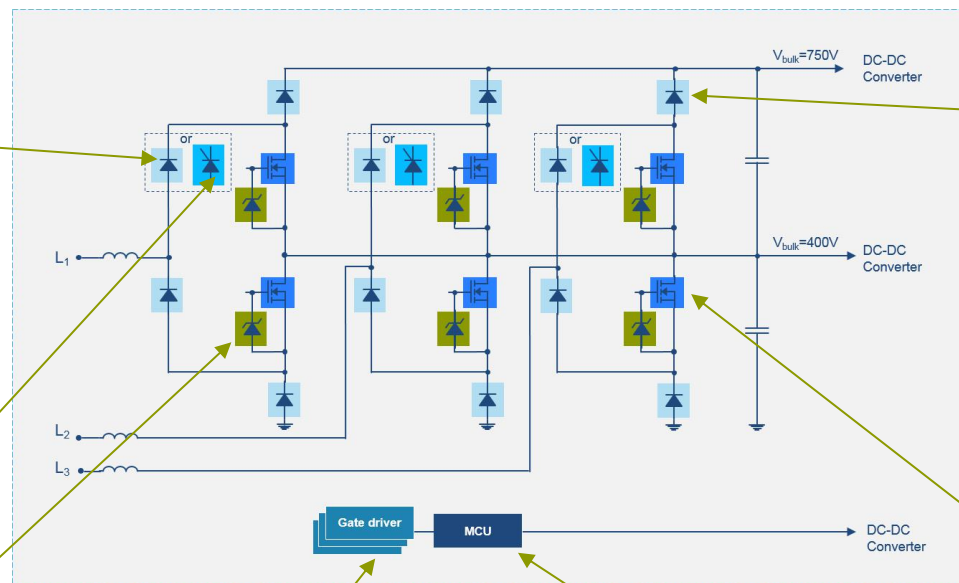 V_bulk=750V
DC-DC
Converter
or
or
or
L₁
V_bulk=400V
DC-DC
Converter
L₂
L₃
Gate driver
MCU
DC-DC
Converter